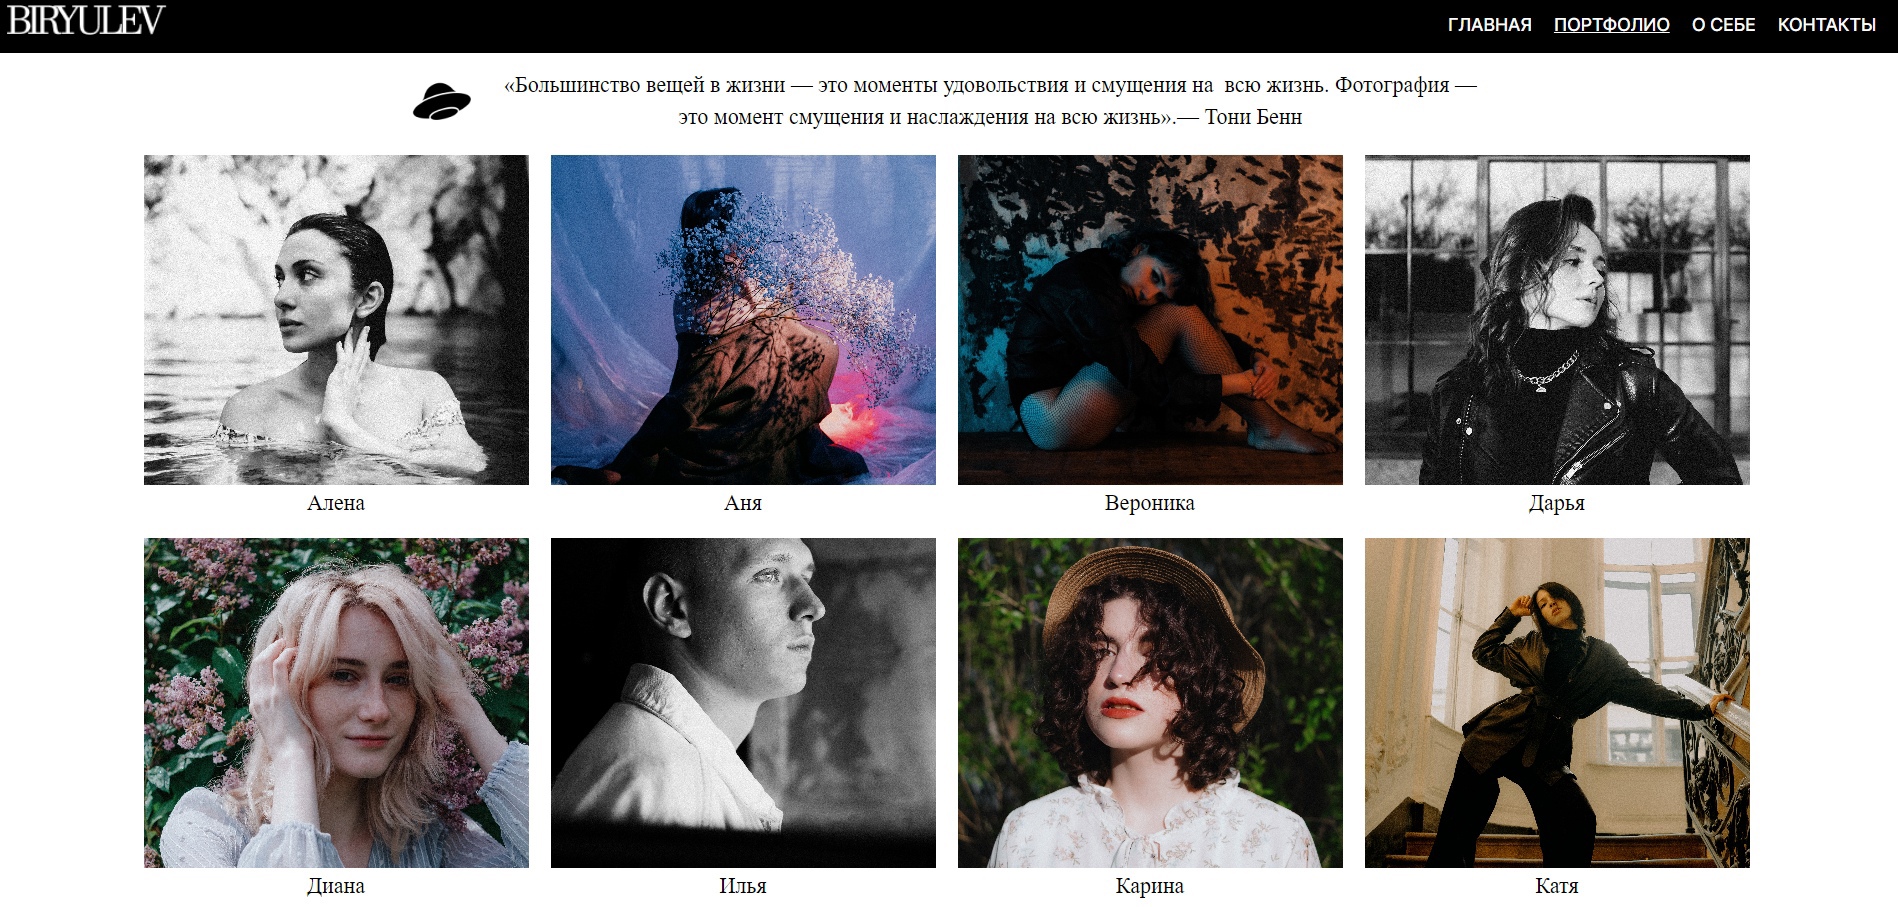 BIRYULEV
ГЛАВНАЯ ПОРТФОЛИО О СЕБЕ КОНТАКТЫ
«Большинство вещей в жизни — это моменты удовольствия и смущения на  всю жизнь. Фотография —
это момент смущения и наслаждения на всю жизнь».— Тони Бенн
Алена
Аня
Вероника
Дарья
Диана
Илья
Карина
Катя